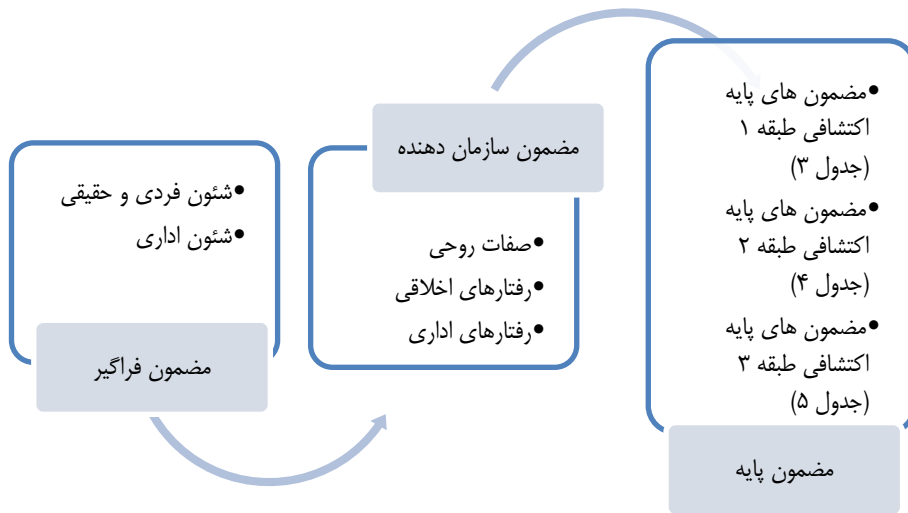 •شئون فردی و حقیقی
•شئون اداری
مضمون فراگیر
مضمون سازمان دهنده
•صفات روحی
•رفتارهای اخلاقی
•رفتارهای اداری
•مضمون های پایه
اکتشافی طبقه ۱
(جدول ۳)
•مضمون های پایه
اکتشافی طبقه ۲
(جدول ۴)
•مضمون های پایه
اکتشافی طبقه ۳
(جدول ۵)
مضمون پایه